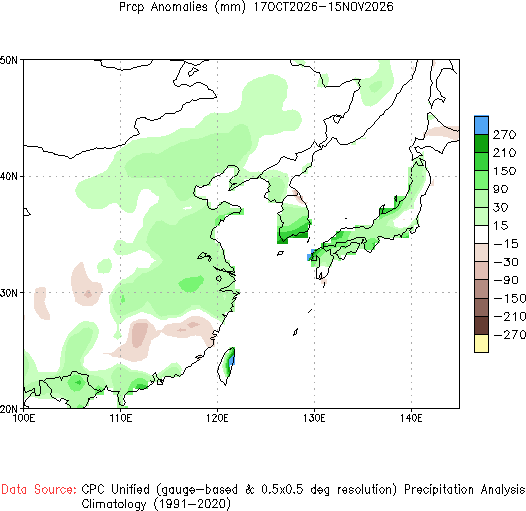 Prcp Anomalies (mm) 17OCT2026-15NOV2026
50N
40N
30N
20N
100E 110E 120E 130E 140E
270
210
150
90
30
15
-15
-30
-90
-150
-210
-270
Data Source: CPC Unified (gauge-based & 0.5x0.5 deg resolution) Precipitation Analysis
Climatology (1991-2020)